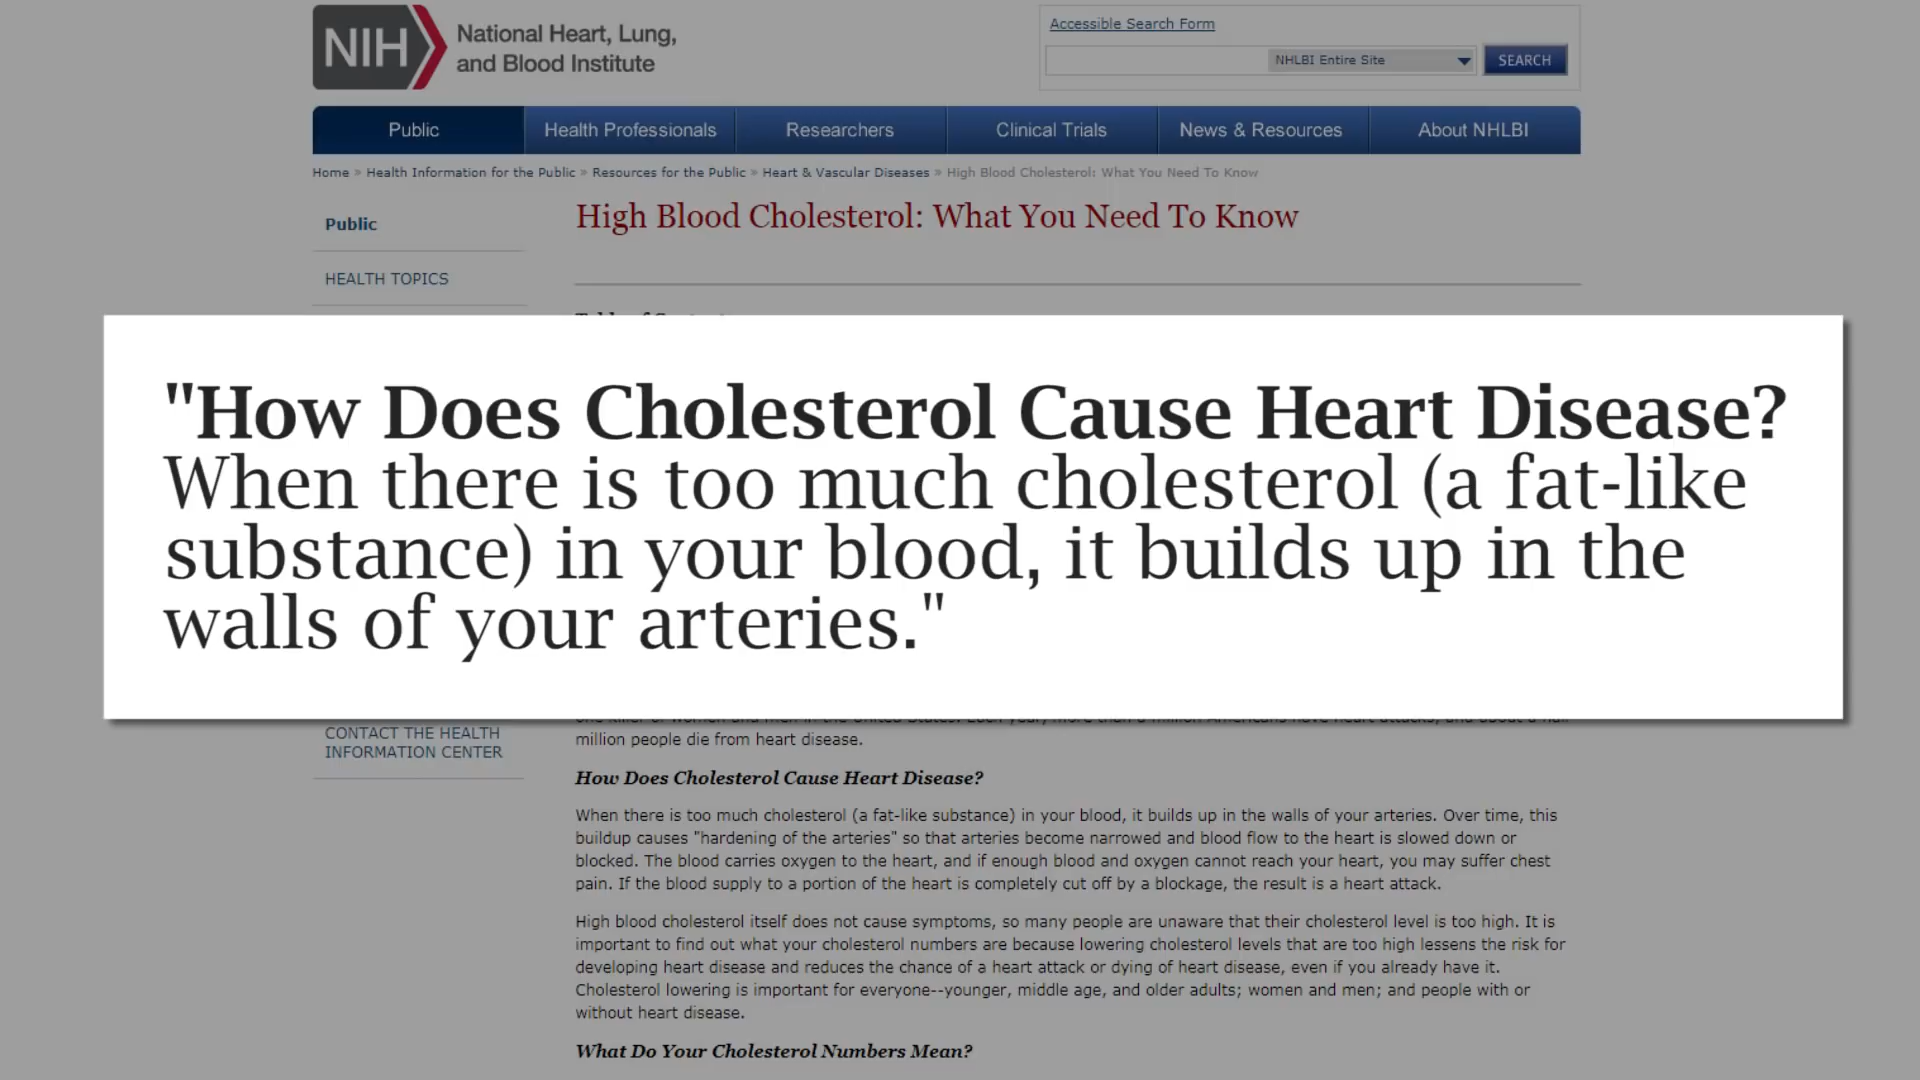 NIH National Heart, Lung,
and Blood Institute
Accessible Search Form
NHLBI Entire Site
SEARCH
Public
Health Professionals
Researchers
Clinical Trials
News & Resources
About NHLBI
Home » Health Information for the Public » Resources for the Public » Heart & Vascular Diseases » High Blood Cholesterol: What You Need To Know
Public
High Blood Cholesterol: What You Need To Know
HEALTH TOPICS
"How Does Cholesterol Cause Heart Disease?
When there is too much cholesterol (a fat-like
substance) in your blood, it builds up in the
walls of your arteries."
CONTACT THE HEALTH
INFORMATION CENTER
million people die from heart disease.
How Does Cholesterol Cause Heart Disease?
When there is too much cholesterol (a fat-like substance) in your blood, it builds up in the walls of your arteries. Over time, this
buildup causes "hardening of the arteries" so that arteries become narrowed and blood flow to the heart is slowed down or
blocked. The blood carries oxygen to the heart, and if enough blood and oxygen cannot reach your heart, you may suffer chest
pain. If the blood supply to a portion of the heart is completely cut off by a blockage, the result is a heart attack.
High blood cholesterol itself does not cause symptoms, so many people are unaware that their cholesterol level is too high. It is
important to find out what your cholesterol numbers are because lowering cholesterol levels that are too high lessens the risk for
developing heart disease and reduces the chance of a heart attack or dying of heart disease, even if you already have it.
Cholesterol lowering is important for everyone--younger, middle age, and older adults; women and men; and people with or
without heart disease.
What Do Your Cholesterol Numbers Mean?